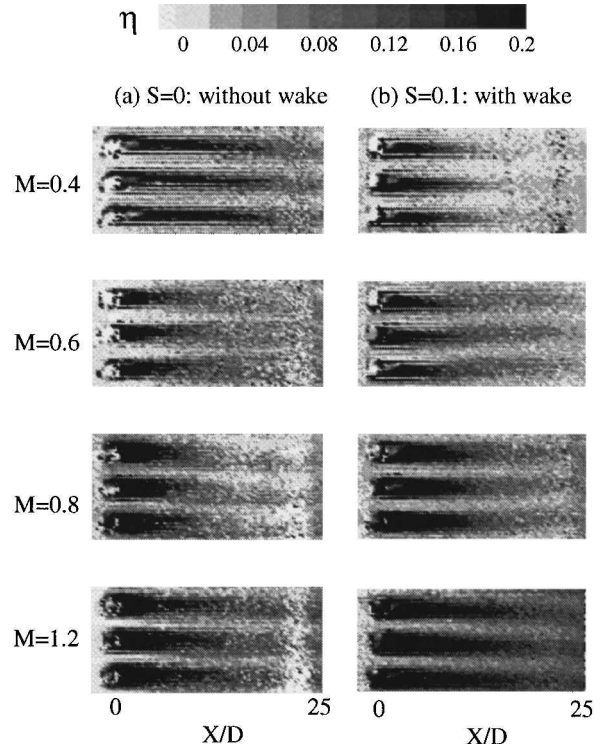 η
0 0.04 0.08 0.12 0.16 0.2
(a) S=0: without wake (b) S=0.1: with wake
M=0.4
M=0.6
M=0.8
M=1.2
0 25 0 25
X/D X/D